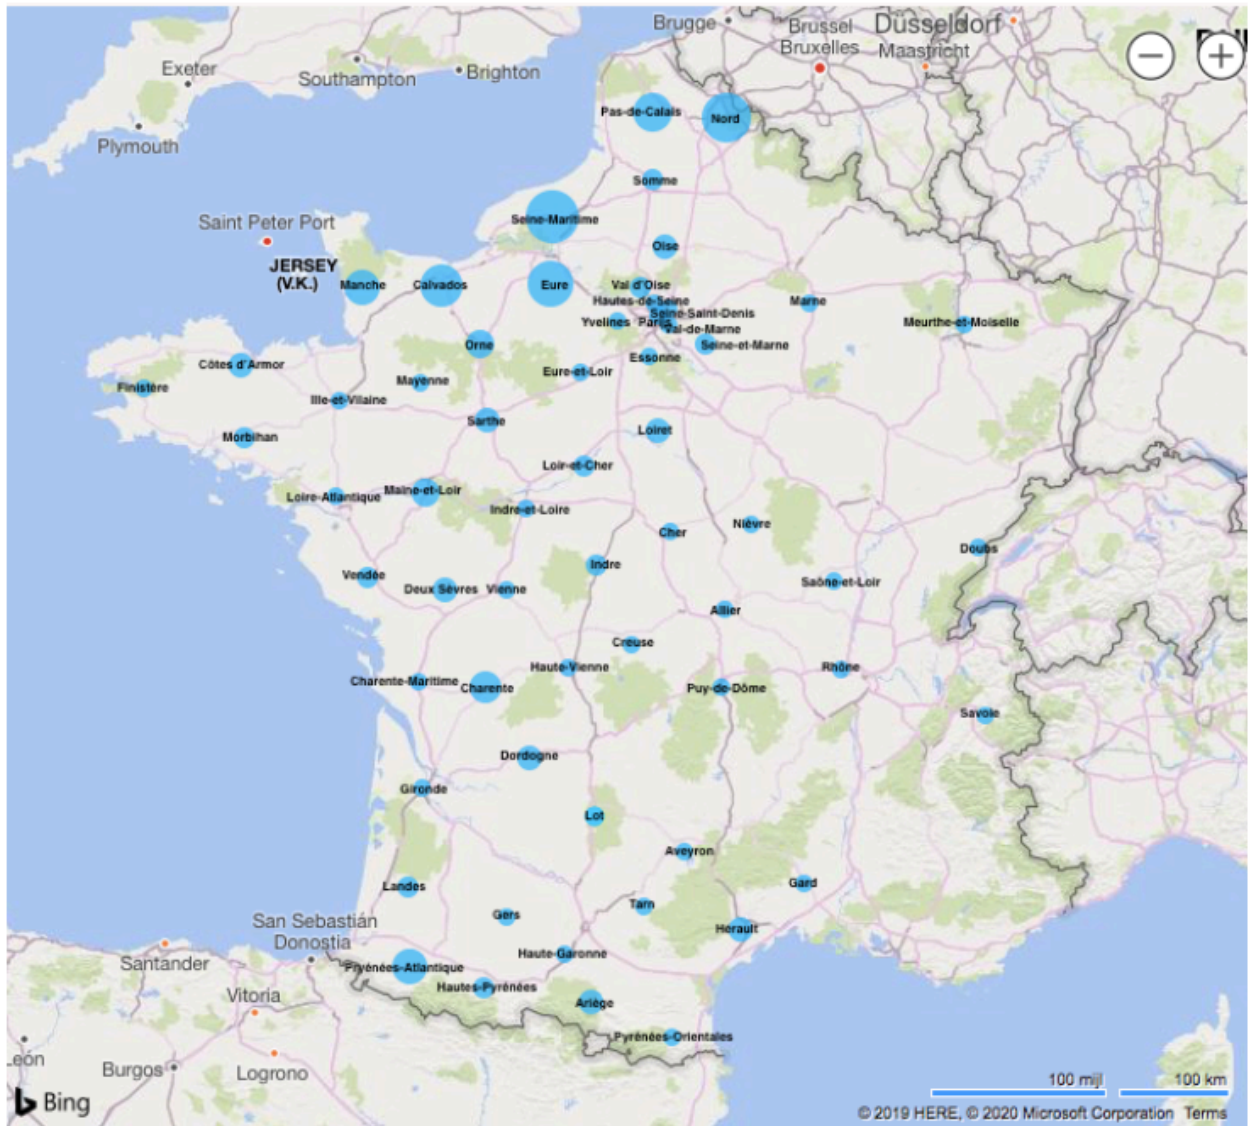 Brugge
Brussel
Bruxelles
Düsseldorf
Maastricht
Exeter
Southampton
Brighton
Plymouth
Pas-de-Calais
Nord
Somme
Saint Peter Port
Seine-Maritime
JERSEY
(V.K.)
Oise
Manche
Calvados
Eure
Val d'Oise
Hautes-de-Seine
Marne
Seine-Saint-Denis
Yvelines
Paris
Val-de-Marne
Meurthe-et-Moiselle
Orne
Seine-et-Marne
Essonne
Côtes d'Armor
Eure-et-Loir
Finistère
Mayenne
Ille-et-Vilaine
Sarthe
Loiret
Morbihan
Loir-et-Cher
Loire-Atlantique
Maine-et-Loir
Indre-et-Loire
Nièvre
Cher
Doubs
Indre
Vendée
Deux Sèvres
Vienne
Saône-et-Loir
Allier
Creuse
Haute-Vienne
Rhône
Charente-Maritime
Charente
Puy-de-Dôme
Savoie
Dordogne
Gironde
Lot
Aveyron
Landes
Gard
Tarn
Gers
San Sebastián
Donostia
Herault
Haute-Garonne
Santander
Pryénées-Atlantique
Hautes-Pyrénées
Vitoria
Ariège
Pyrénées-Orientales
León
Burgos
Logrono
100 mijl
100 km
Bing
© 2019 HERE, © 2020 Microsoft Corporation Terms